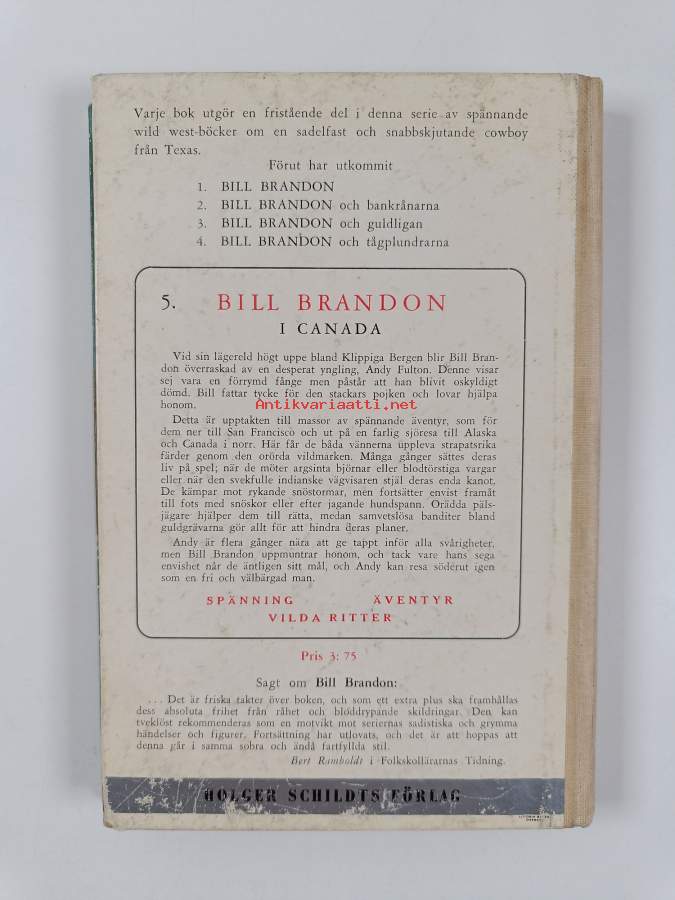 Varje bok utgör en fristående del i denna serie av spännande
wild west-böcker om en sadelfast och snabbskjutande cowboy
från Texas.
Förut har utkommit
1. BILL BRANDON
2. BILL BRANDON och bankrånarna
3. BILL BRANDON och guldligan
4. BILL BRANDON och tågplundrarna
5. BILL BRANDON
I CANADA
Vid sin lägereld högt uppe bland Klippiga Bergen blir Bill Bran-
don överraskad av en desperat yngling, Andy Fulton. Denne visar
sej vara en förrymd fånge men påstår att han blivit oskyldigt
dömd. Bill fattar tycke för den stackars pojken och lovar hjälpa
honom.
Antikvariaatti.net
Detta är upptakten till massor av spännande äventyr, som för
dem ner till San Francisco och ut på en farlig sjöresa till Alaska
och Canada i norr. Här får de båda vännerna uppleva strapatsrika
färder genom den orörda vildmarken. Många gånger sättes deras
liv på spel; när de möter argsinta björnar eller blodtörstiga vargar
eller när den svekfulle indianske vägvisaren stjäl deras enda kanot.
De kämpar mot rykande snöstormar, men fortsätter envist framåt
till fots med snöskor eller efter jagande hundspann. Orädda päls-
jägare hjälper dem till rätta, medan samvetslösa banditer bland
guldgrävarna gör allt för att hindra deras planer.
Andy är flera gånger nära att ge tappt inför alla svårigheter,
men Bill Brandon uppmuntrar honom, och tack vare hans sega
envishet når de äntligen sitt mål, och Andy kan resa söderut igen
som en fri och välbärgad man.
SPÄNNING ÄVENTYR
VILDA RITTER
Pris 3: 75
Sagt om Bill Brandon:
... Det är friska takter över boken, och som ett extra plus ska framhållas
dess absoluta frihet från råhet och bloddrypande skildringar. Den kan
tveklöst rekommenderas som en motvikt mot seriernas sadistiska och grymma
händelser och figurer. Fortsättning har utlovats, och det är att hoppas att
denna går i samma sobra och ändå fartfyllda stil.
Bert Ramboldt i Folkskollärarnas Tidning.
HOLGER SCHILDTS FÖRLAG